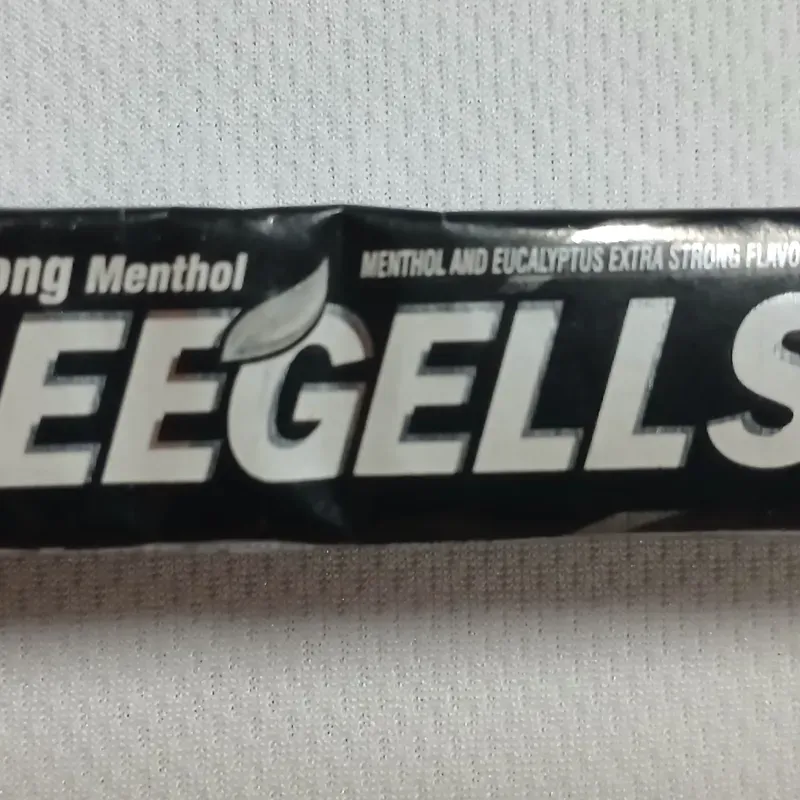 ong Menthol
MENTHOL AND EUCALYPTUS EXTRA STRONG FLAVO
EEGELLS